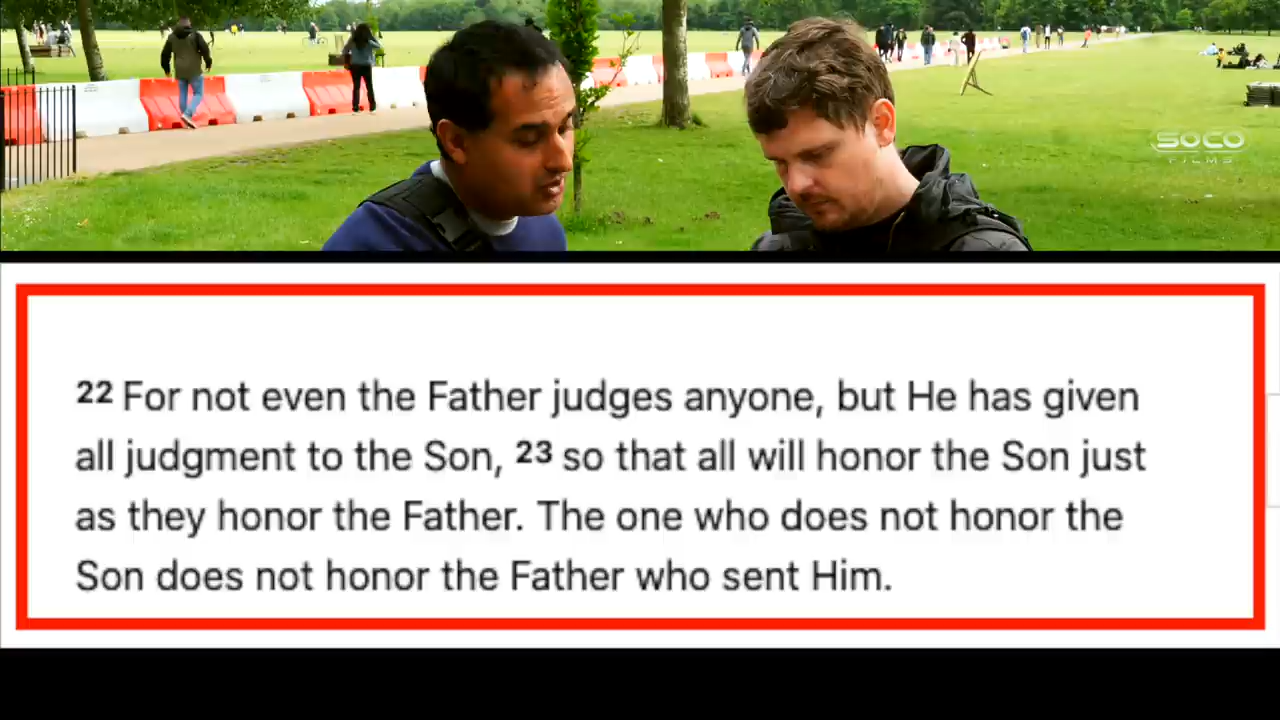 SOCO
FILMS
22 For not even the Father judges anyone, but He has given
all judgment to the Son, 23 so that all will honor the Son just
as they honor the Father. The one who does not honor the
Son does not honor the Father who sent Him.